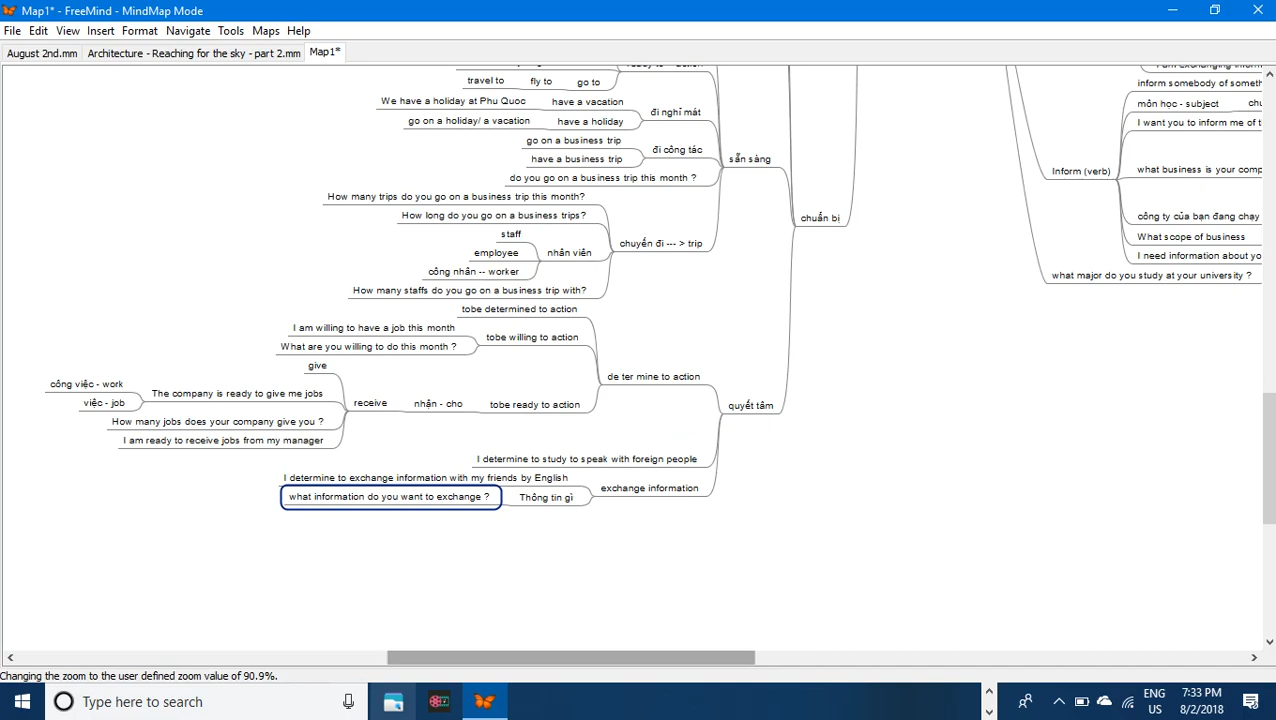 Map1* - FreeMind - MindMap Mode
File Edit View Insert Format Navigate Tools Maps Help
August 2nd.mm Architecture - Reaching for the sky - part 2.mm Map1*
travel to fly to go to
We have a holiday at Phu Quoc have a vacation
go on a holiday/ a vacation have a holiday
đi nghỉ mát
go on a business trip
have a business trip
đi công tác
do you go on a business trip this month ?
sẵn sàng
How many trips do you go on a business trip this month?
How long do you go on a business trips?
staff
employee
công nhân -- worker
nhân viên
How many staffs do you go on a business trip with?
chuyến đi --- > trip
chuẩn bị
tobe determined to action
I am willing to have a job this month
What are you willing to do this month ?
tobe willing to action
give
công việc - work
việc - job
The company is ready to give me jobs
How many jobs does your company give you ?
I am ready to receive jobs from my manager
receive nhận - cho tobe ready to action
de ter mine to action
quyết tâm
I determine to study to speak with foreign people
I determine to exchange information with my friends by English
what information do you want to exchange ? Thông tin gì
exchange information
inform somebody of someth
môn học - subject chu
I want you to inform me of t
Inform (verb)
what business is your comp
công ty của bạn đang chạy
What scope of business
I need information about yo
what major do you study at your university ?
Changing the zoom to the user defined zoom value of 90.9%.
Type here to search
ENG
US
7:33 PM
8/2/2018